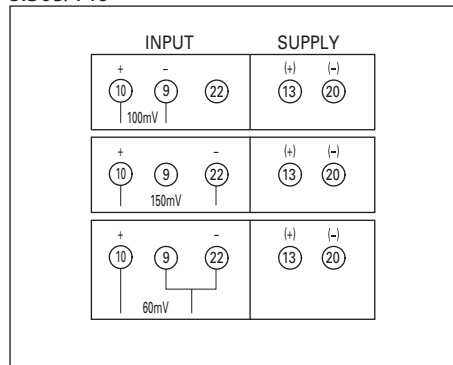 INPUT SUPPLY
+ – (+) (–)
10 9 22 13 20
100mV
+ – (+) (–)
10 9 22 13 20
150mV
+ – (+) (–)
10 9 22 13 20
60mV